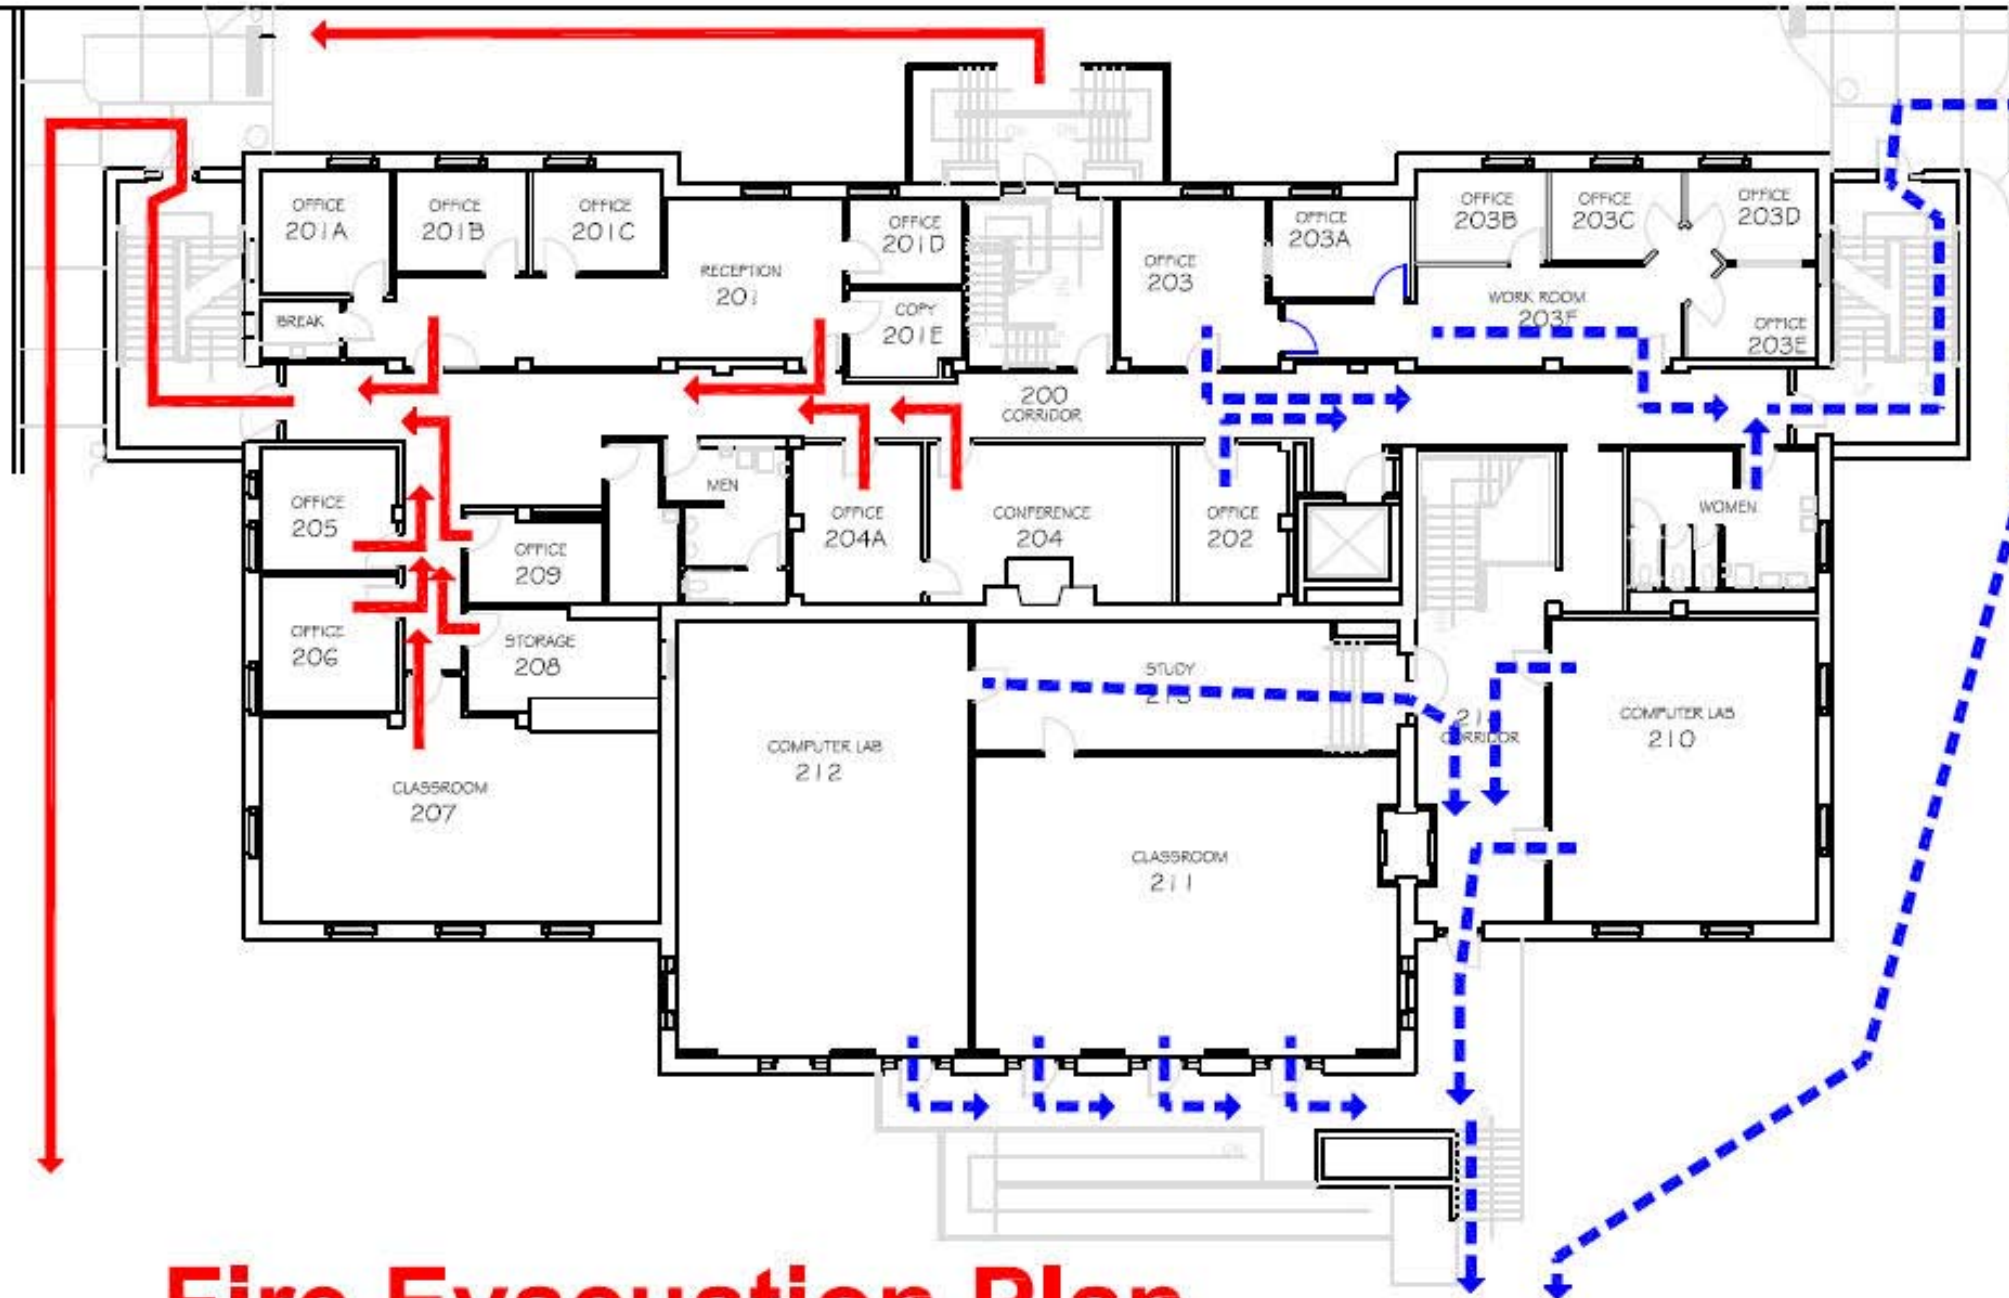 OFFICE
201A
OFFICE
201B
OFFICE
201C
RECEPTION
201
OFFICE
201D
COPY
201E
BREAK
OFFICE
203
OFFICE
203A
OFFICE
203B
OFFICE
203C
OFFICE
203D
WORK ROOM
203F
OFFICE
203E
200
CORRIDOR
OFFICE
205
OFFICE
206
OFFICE
209
STORAGE
208
MEN
OFFICE
204A
CONFERENCE
204
OFFICE
202
WOMEN
CLASSROOM
207
COMPUTER LAB
212
STUDY
213
CLASSROOM
211
CORRIDOR
COMPUTER LAB
210
Fire Evacuation Plan